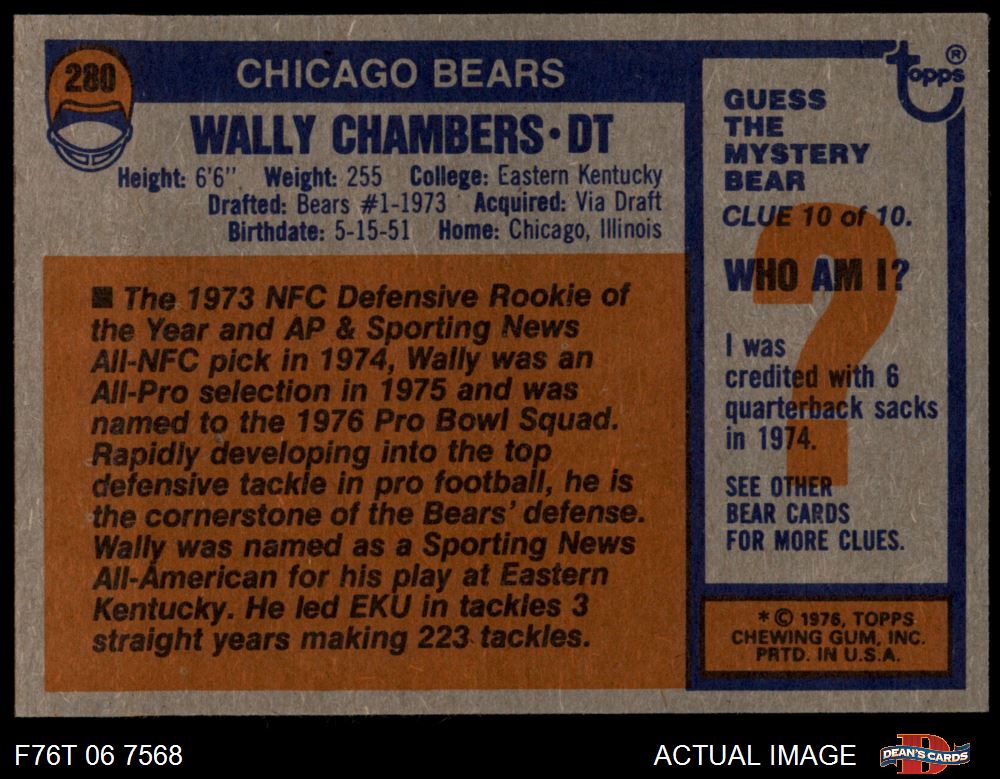 280
CHICAGO BEARS
WALLY CHAMBERS•DT
Height: 6'6" Weight: 255 College: Eastern Kentucky
Drafted: Bears #1-1973 Acquired: Via Draft
Birthdate: 5-15-51 Home: Chicago, Illinois
■ The 1973 NFC Defensive Rookie of
the Year and AP & Sporting News
All-NFC pick in 1974, Wally was an
All-Pro selection in 1975 and was
named to the 1976 Pro Bowl Squad.
Rapidly developing into the top
defensive tackle in pro football, he is
the cornerstone of the Bears' defense.
Wally was named as a Sporting News
All-American for his play at Eastern
Kentucky. He led EKU in tackles 3
straight years making 223 tackles.
topps ®
GUESS
THE
MYSTERY
BEAR
CLUE 10 of 10.
WHO AM I?
?
I was
credited with 6
quarterback sacks
in 1974.
SEE OTHER
BEAR CARDS
FOR MORE CLUES.
* © 1976, TOPPS
CHEWING GUM, INC.
PRTD. IN U.S.A.
F76T 06 7568
ACTUAL IMAGE
D
DEAN'S CARDS